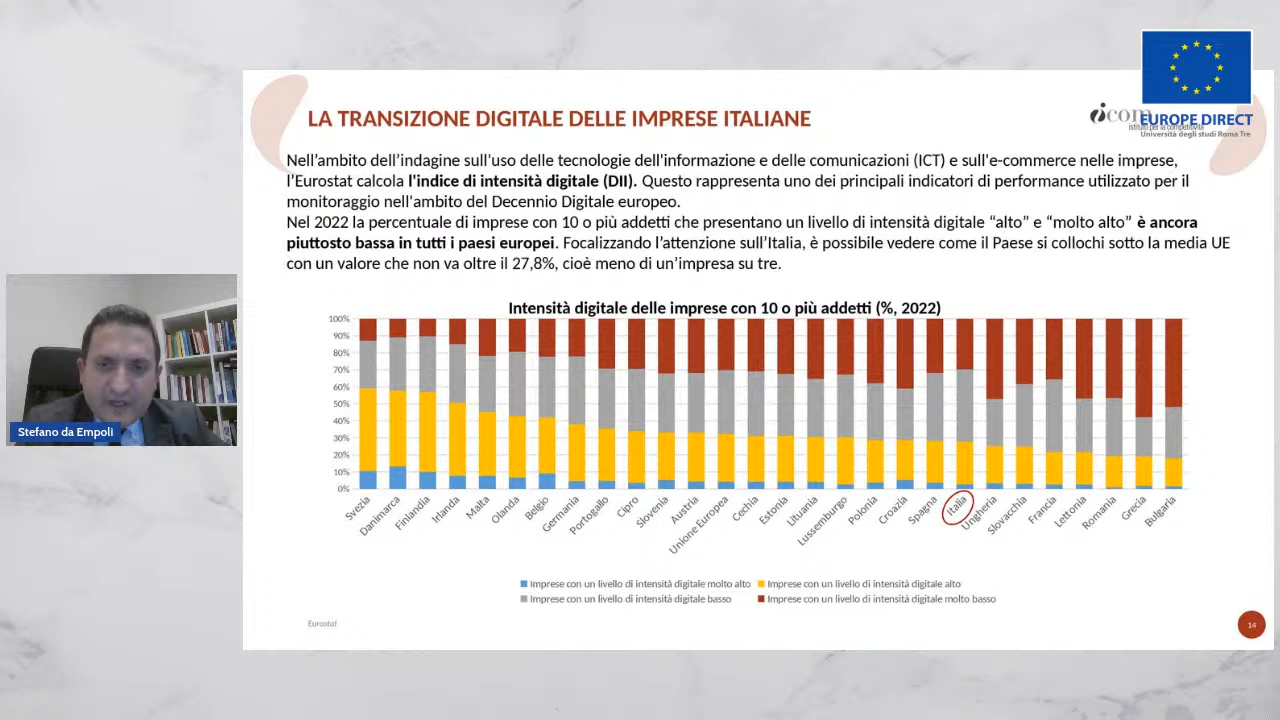 LA TRANSIZIONE DIGITALE DELLE IMPRESE ITALIANE
icom
EUROPE DIRECT
istituto per la competitività
Università degli studi Roma Tre
Nell'ambito dell'indagine sull'uso delle tecnologie dell'informazione e delle comunicazioni (ICT) e sull'e-commerce nelle imprese,
l'Eurostat calcola l'indice di intensità digitale (DII). Questo rappresenta uno dei principali indicatori di performance utilizzato per il
monitoraggio nell'ambito del Decennio Digitale europeo.
Nel 2022 la percentuale di imprese con 10 o più addetti che presentano un livello di intensità digitale “alto” e “molto alto” è ancora
piuttosto bassa in tutti i paesi europei. Focalizzando l'attenzione sull'Italia, è possibile vedere come il Paese si collochi sotto la media UE
con un valore che non va oltre il 27,8%, cioè meno di un'impresa su tre.
Stefano da Empoli
Intensità digitale delle imprese con 10 o più addetti (%, 2022)
100%
90%
80%
70%
60%
50%
40%
30%
20%
10%
0%
Svezia
Danimarca
Finlandia
Irlanda
Malta
Olanda
Belgio
Germania
Portogallo
Cipro
Slovenia
Austria
Unione Europea
Cechia
Estonia
Lituania
Lussemburgo
Polonia
Croazia
Spagna
Italia
Ungheria
Slovacchia
Francia
Lettonia
Romania
Grecia
Bulgaria
Imprese con un livello di intensità digitale molto alto
Imprese con un livello di intensità digitale alto
Imprese con un livello di intensità digitale basso
Imprese con un livello di intensità digitale molto basso
Eurostat
14